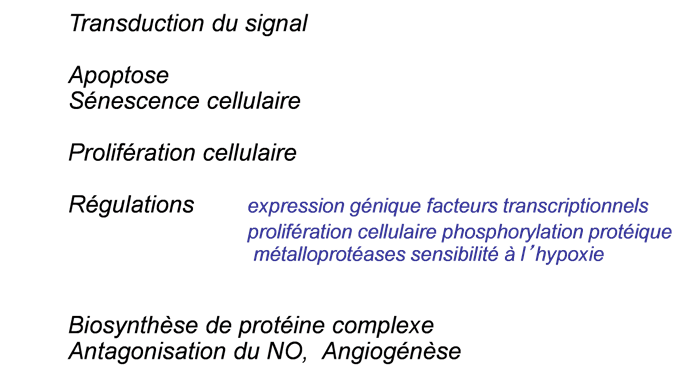 Transduction du signal
Apoptose
Sénescence cellulaire
Prolifération cellulaire
Régulations expression génique facteurs transcriptionnels
prolifération cellulaire phosphorylation protéique
métalloprotéases sensibilité à l’hypoxie
Biosynthèse de protéine complexe
Antagonisation du NO, Angiogénèse